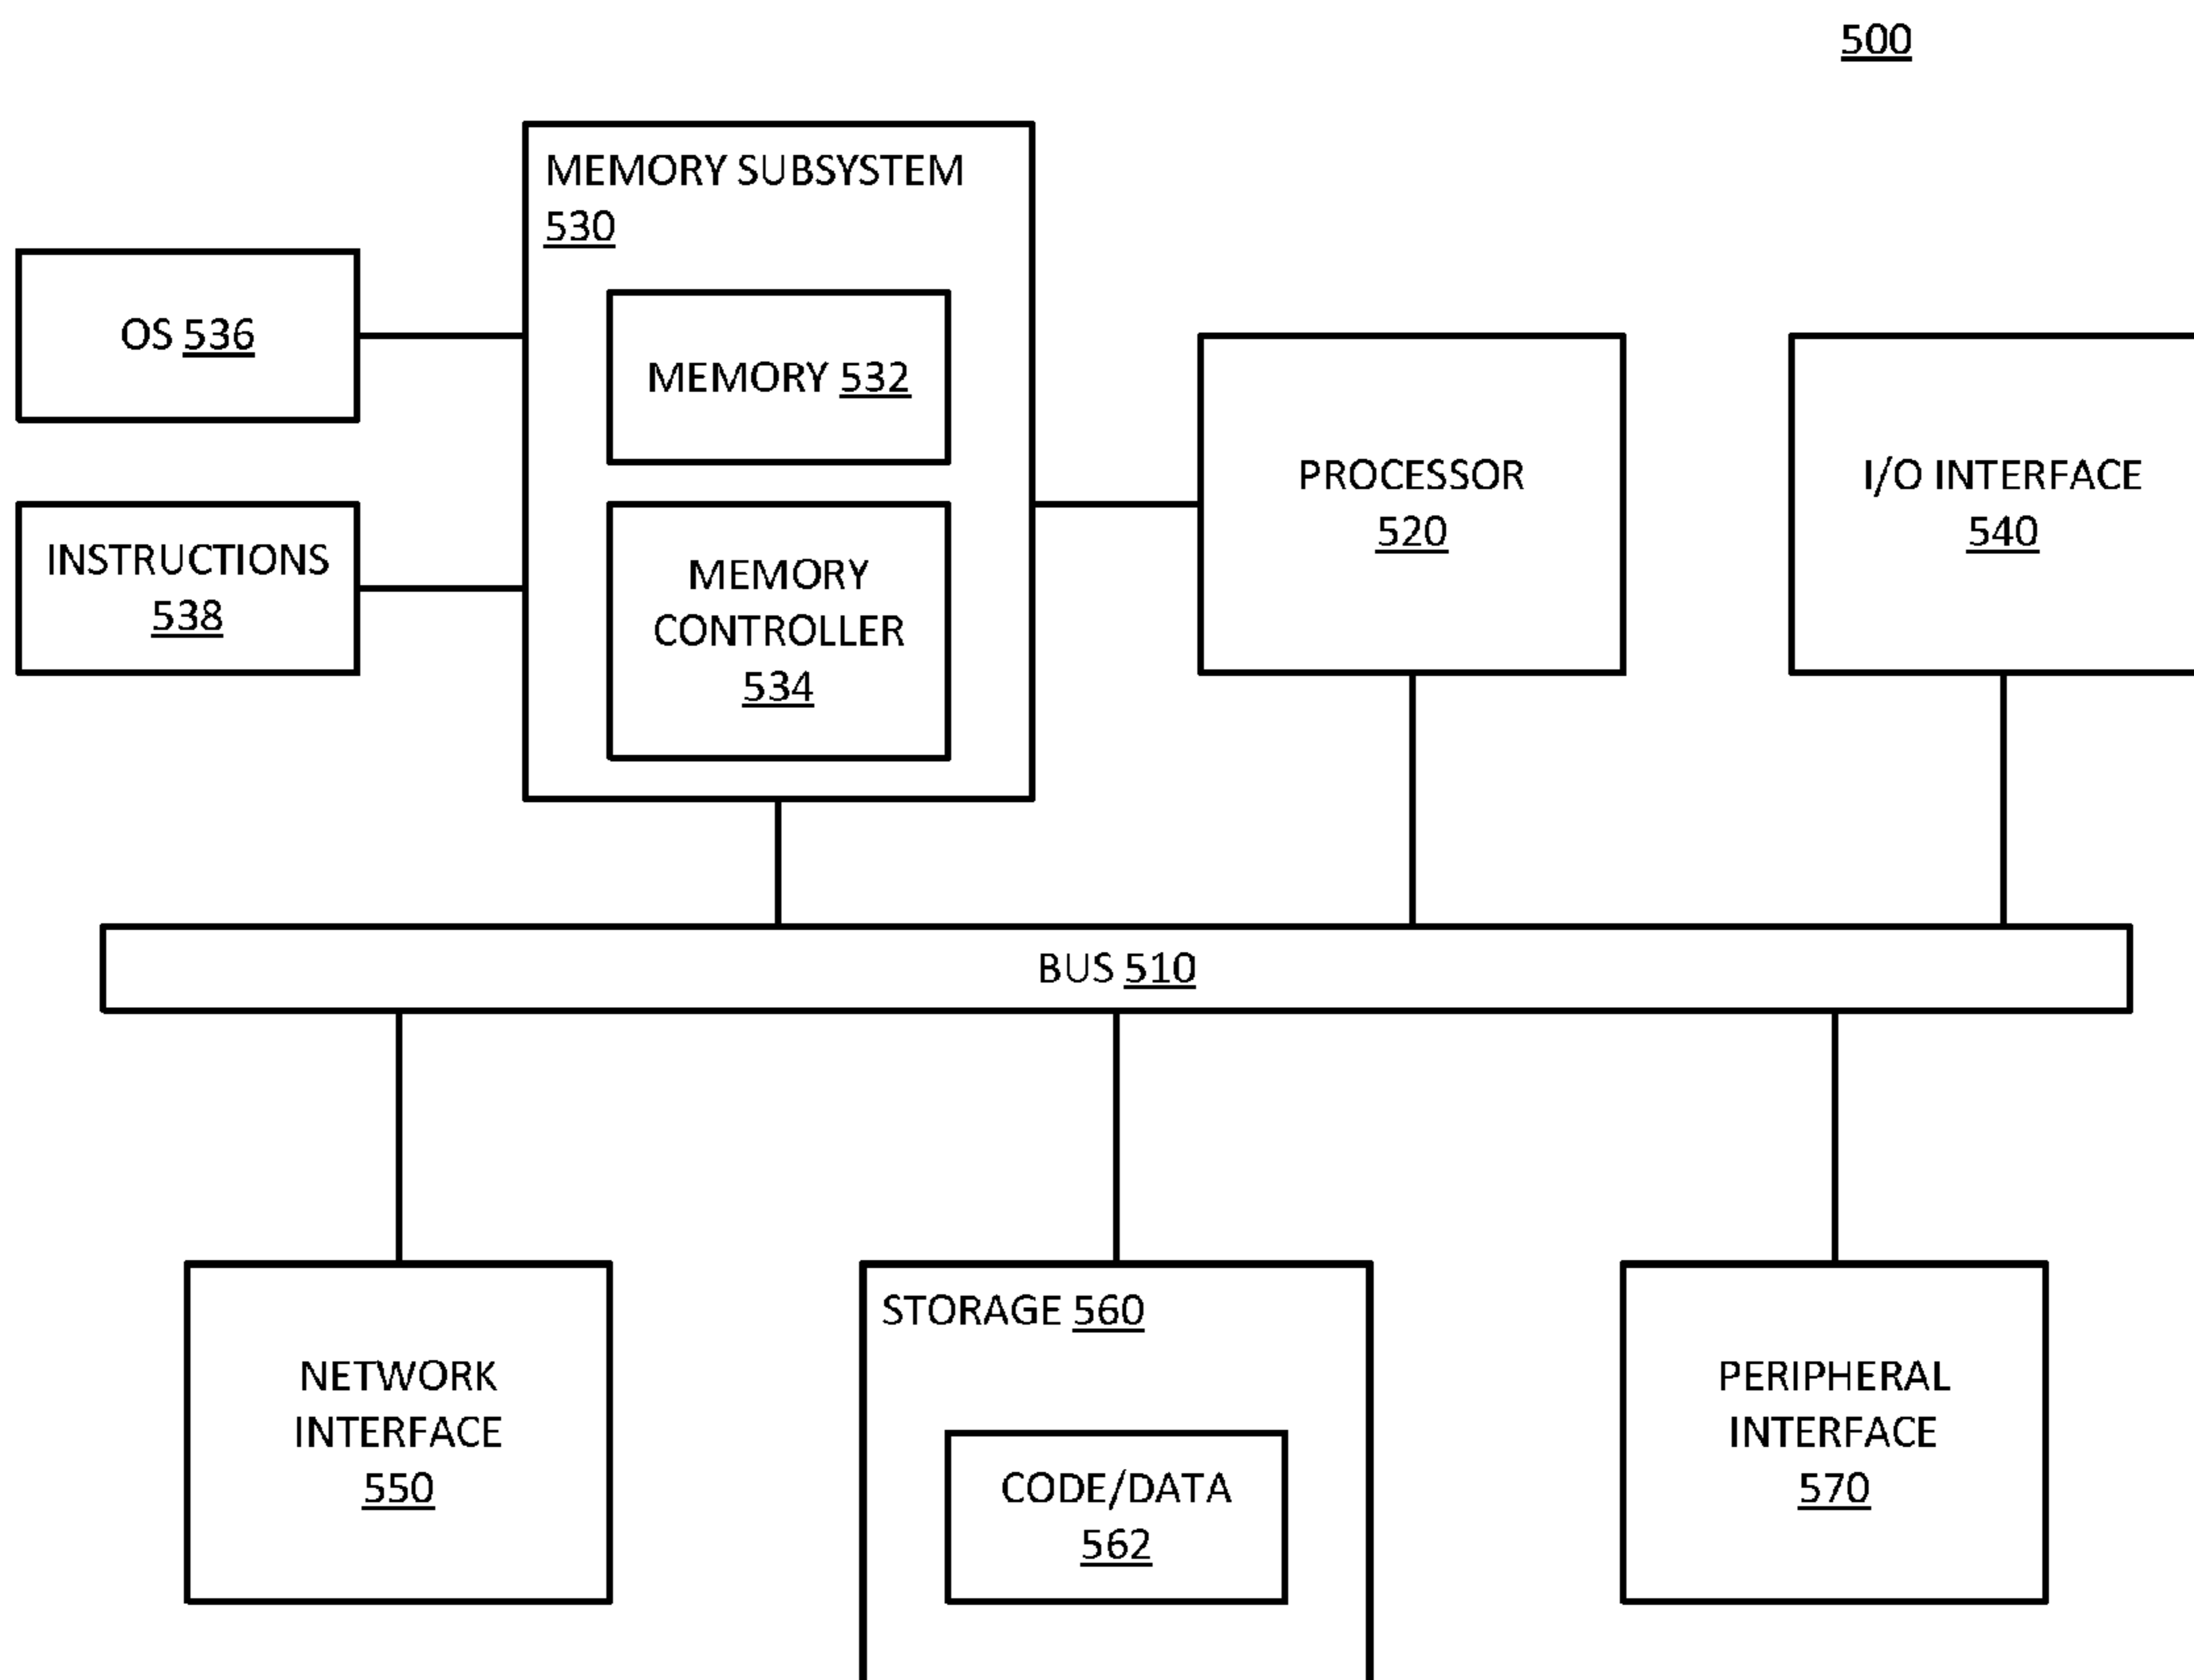 500
MEMORY SUBSYSTEM
530
OS 536
MEMORY 532
INSTRUCTIONS
538
MEMORY
CONTROLLER
534
PROCESSOR
520
I/O INTERFACE
540
BUS 510
NETWORK
INTERFACE
550
STORAGE 560
CODE/DATA
562
PERIPHERAL
INTERFACE
570